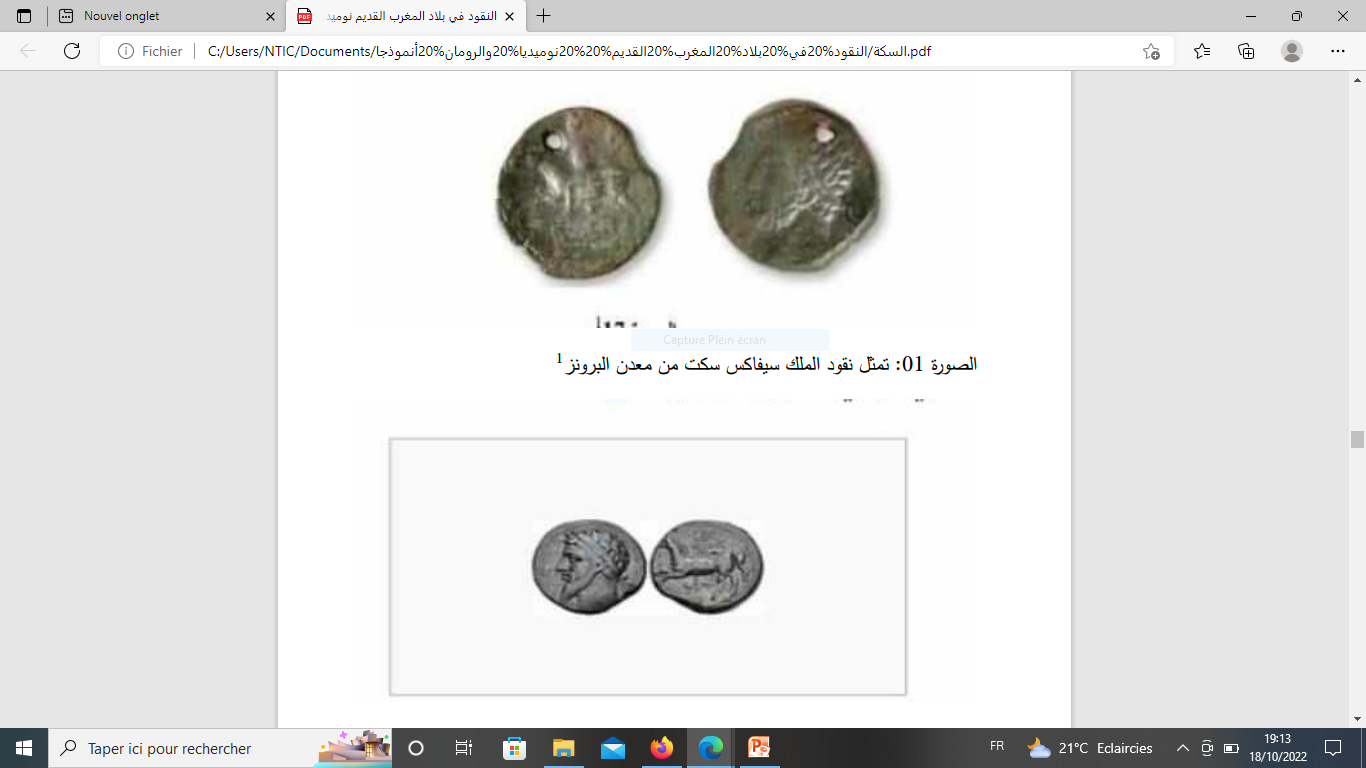 Nouvel onglet
النقود في بلاد المغرب القديم نوميد
Fichier
C:/Users/NTIC/Documents/السكة/النقود%20في%20بلاد%20المغرب%20القديم%20%20نوميديا%20والرومان%20أنموذجا.pdf
Capture Plein écran
الصورة 01: تمثل نقود الملك سيفاكس سكت من معدن البرونز 1
Taper ici pour rechercher
FR
21°C Eclaircies
19:13
18/10/2022